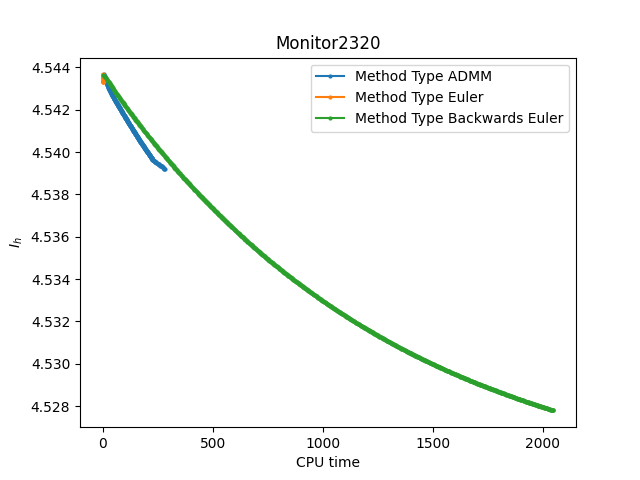 Monitor2320
Method Type ADMM
Method Type Euler
Method Type Backwards Euler
4.544
4.542
4.540
4.538
4.536
4.534
4.532
4.530
4.528
I_h
0 500 1000 1500 2000
CPU time